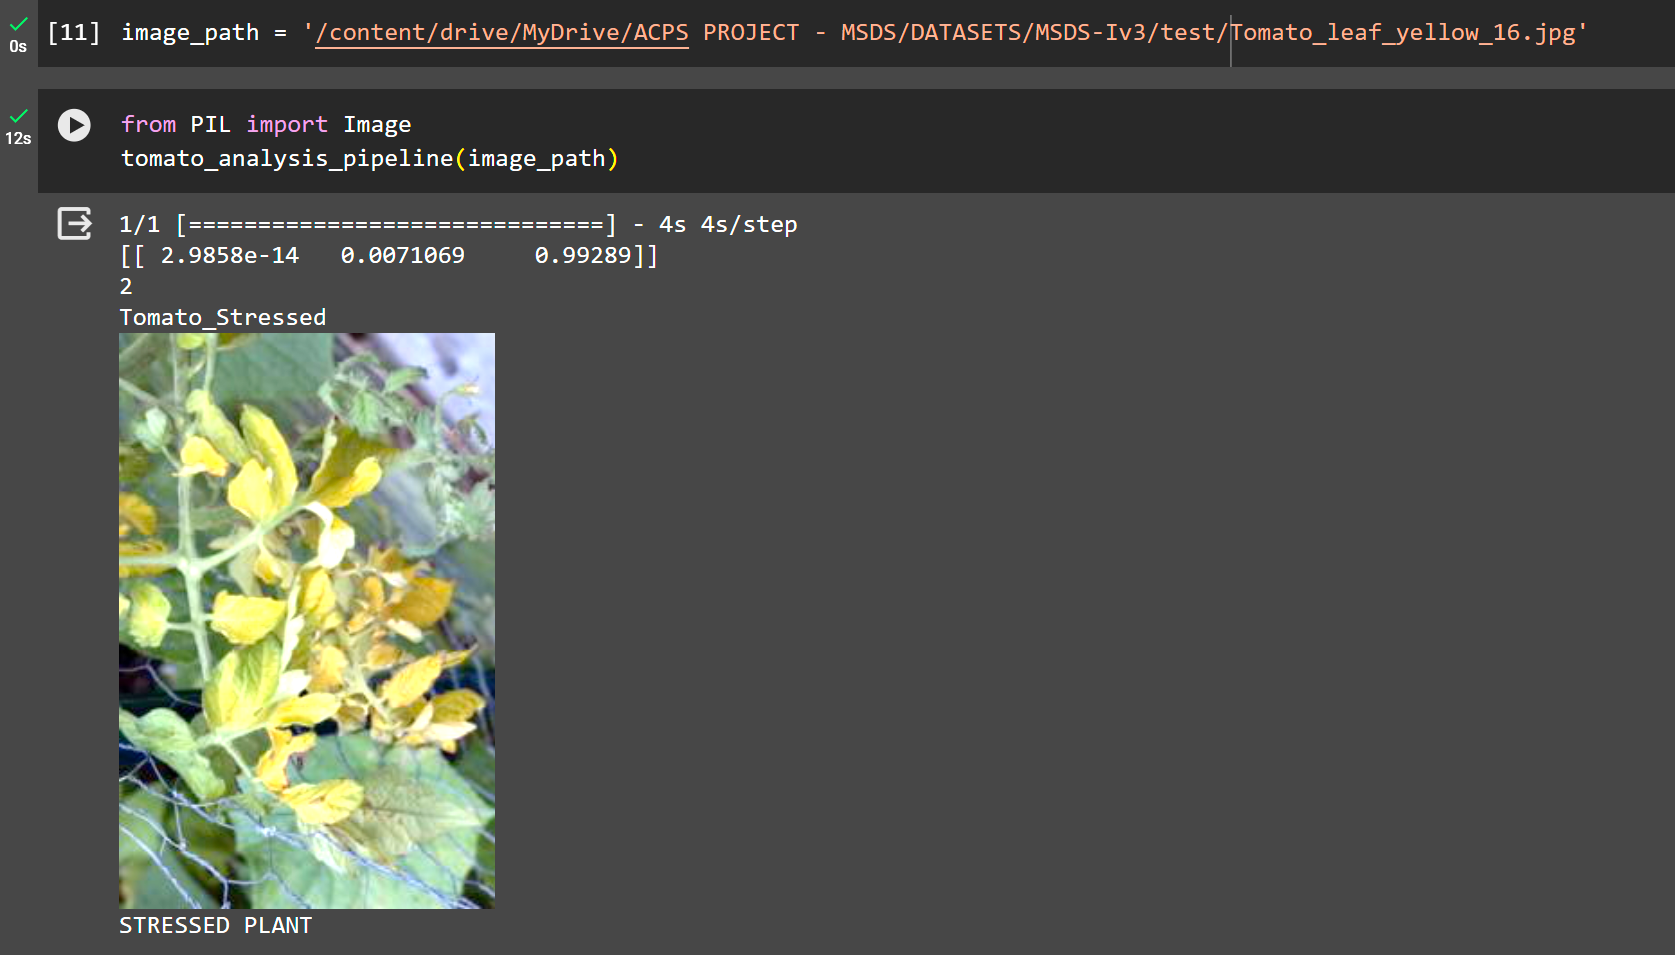 [11] image_path = '/content/drive/MyDrive/ACPS PROJECT - MSDS/DATASETS/MSDS-Iv3/test/Tomato_leaf_yellow_16.jpg'
0s
from PIL import Image
12s
tomato_analysis_pipeline(image_path)
1/1 [==============================] - 4s 4s/step
[[ 2.9858e-14   0.0071069     0.99289]]
2
Tomato_Stressed
STRESSED PLANT